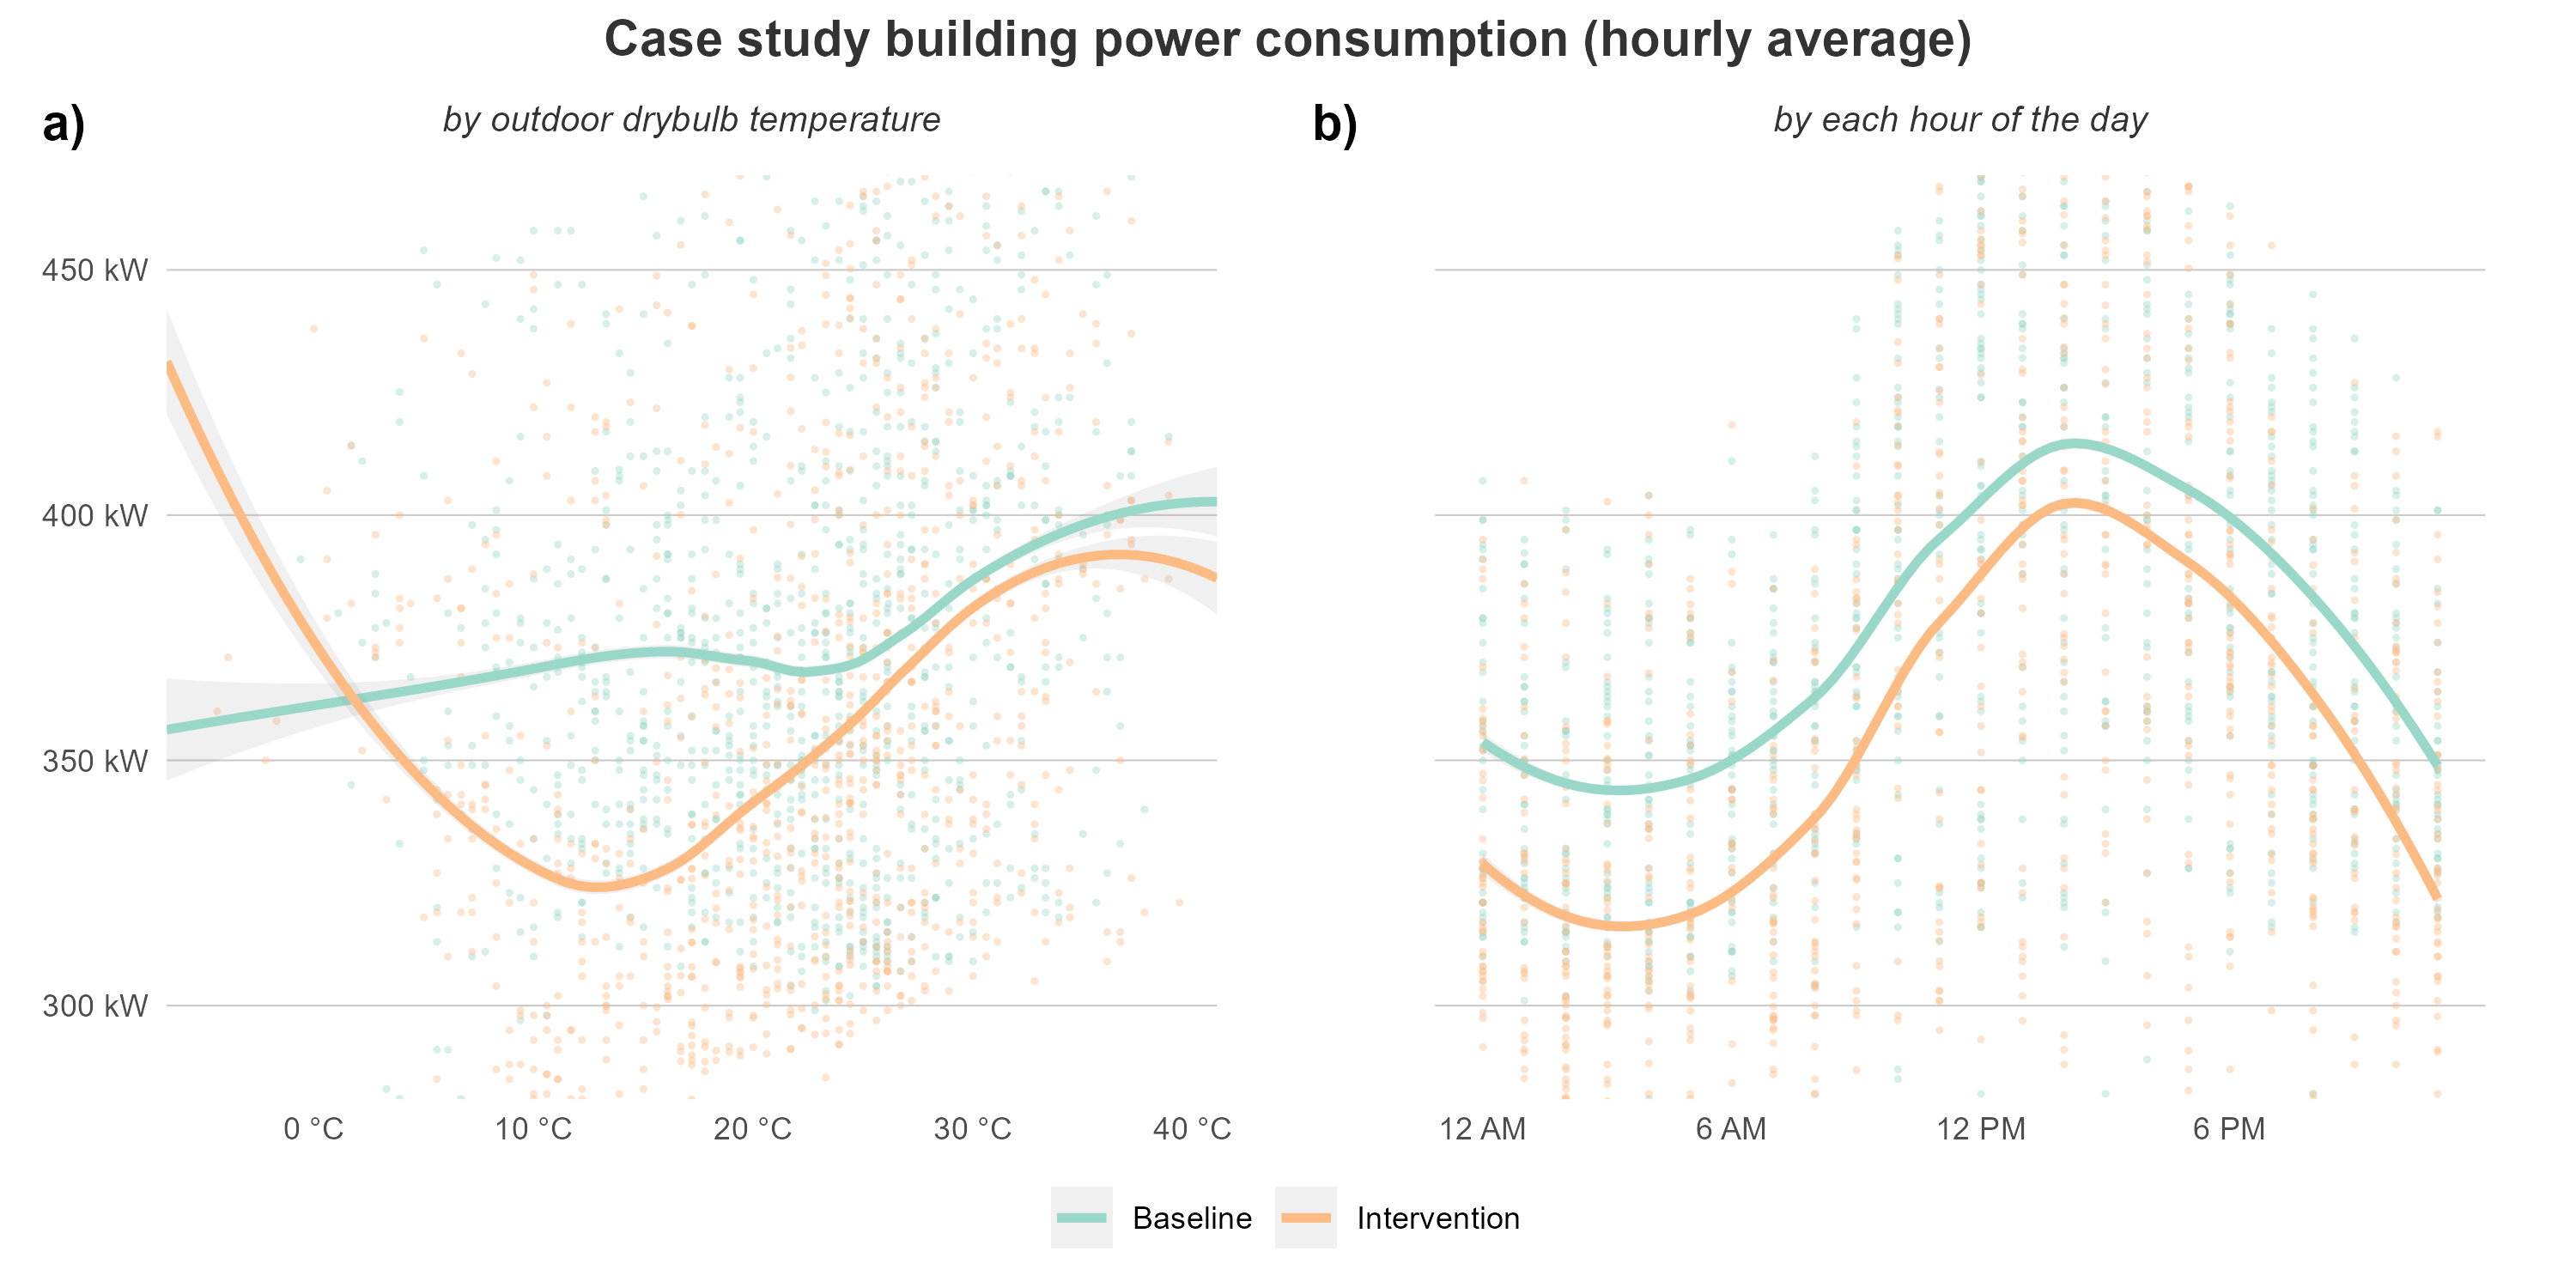 Case study building power consumption (hourly average)
a)
by outdoor drybulb temperature
b)
by each hour of the day
450 kW
400 kW
350 kW
300 kW
0 °C 10 °C 20 °C 30 °C 40 °C
12 AM 6 AM 12 PM 6 PM
Baseline Intervention